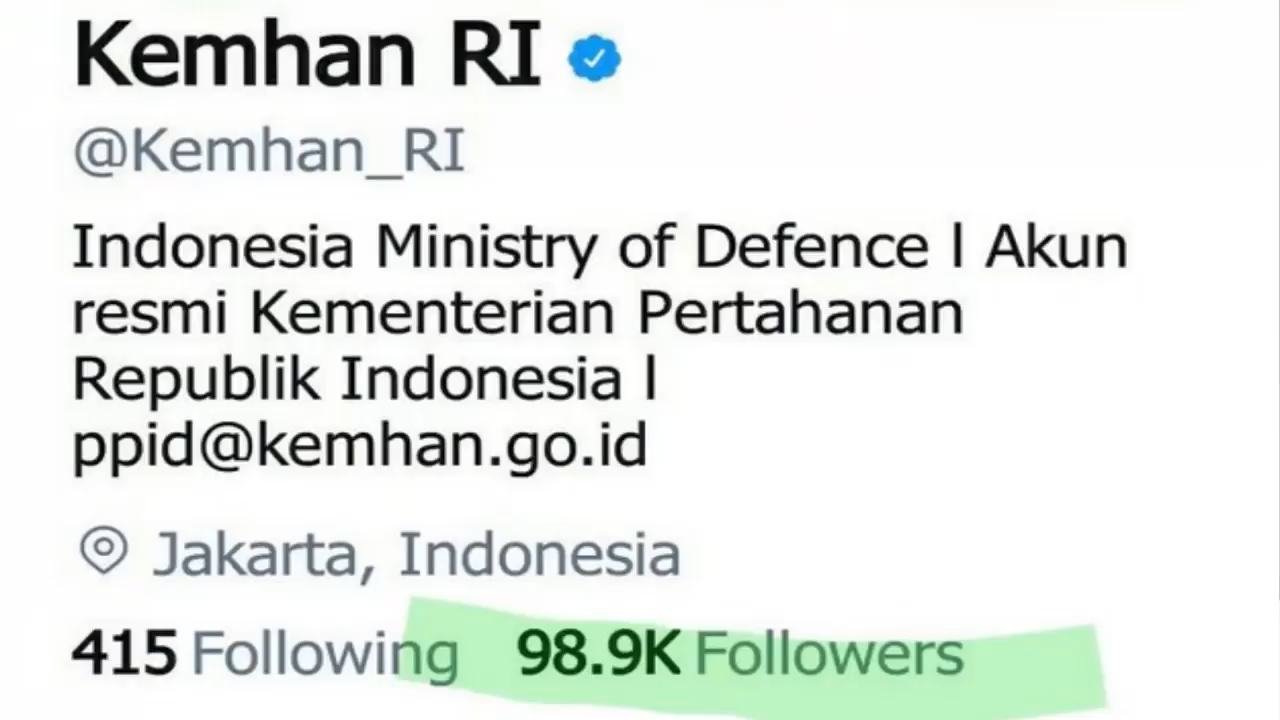 Kemhan RI
@Kemhan_RI
Indonesia Ministry of Defence l Akun
resmi Kementerian Pertahanan
Republik Indonesia l
ppid@kemhan.go.id
Jakarta, Indonesia
415 Following 98.9K Followers